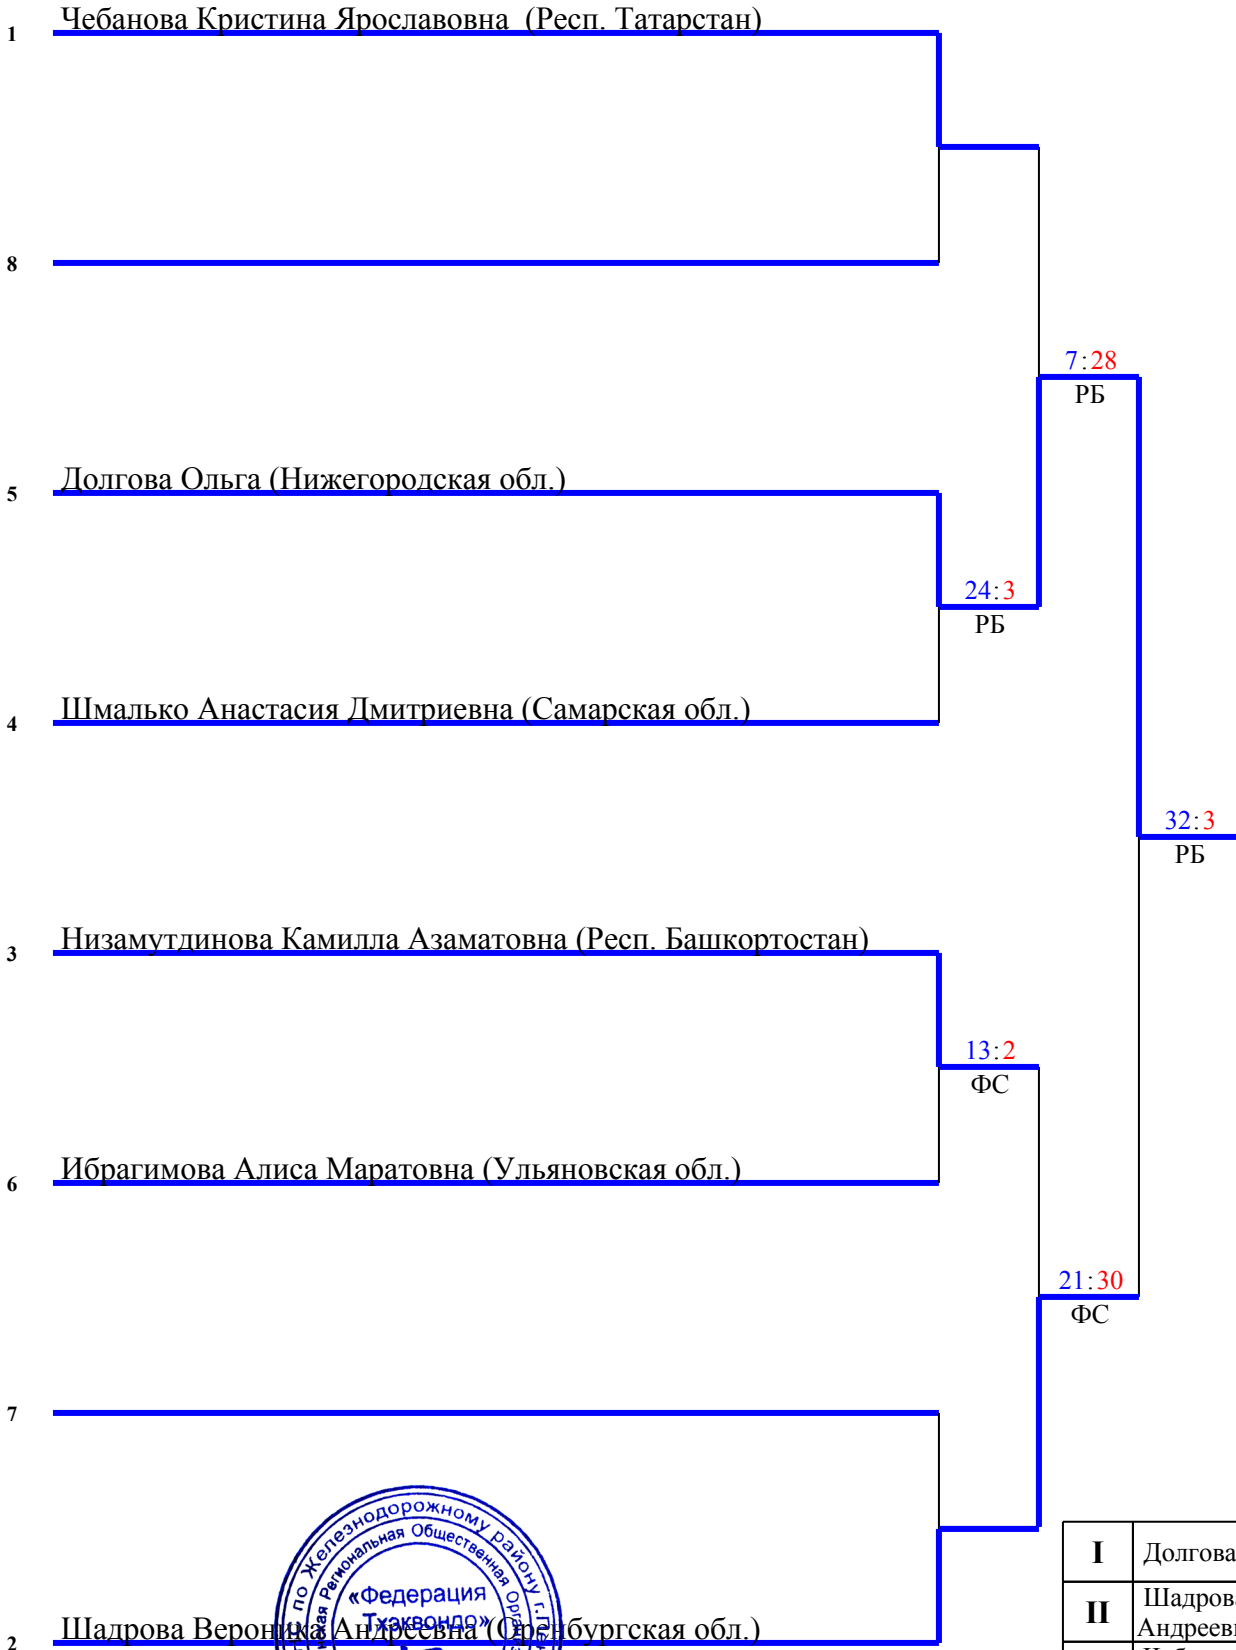 Чебанова Кристина Ярославовна (Респ. Татарстан)
1
8
7:28
РБ
Долгова Ольга (Нижегородская обл.)
5
24:3
РБ
Шмалько Анастасия Дмитриевна (Самарская обл.)
4
32:3
РБ
Низамутдинова Камилла Азаматовна (Респ. Башкортостан)
3
13:2
ФС
Ибрагимова Алиса Маратовна (Ульяновская обл.)
6
21:30
ФС
7
по Железнодорожному району г.
Региональная Общественная
«Федерация
Тхэквондо»
I Долгова
II Шадрова
Шадрова Вероника Андреевна (Оренбургская обл.)
2